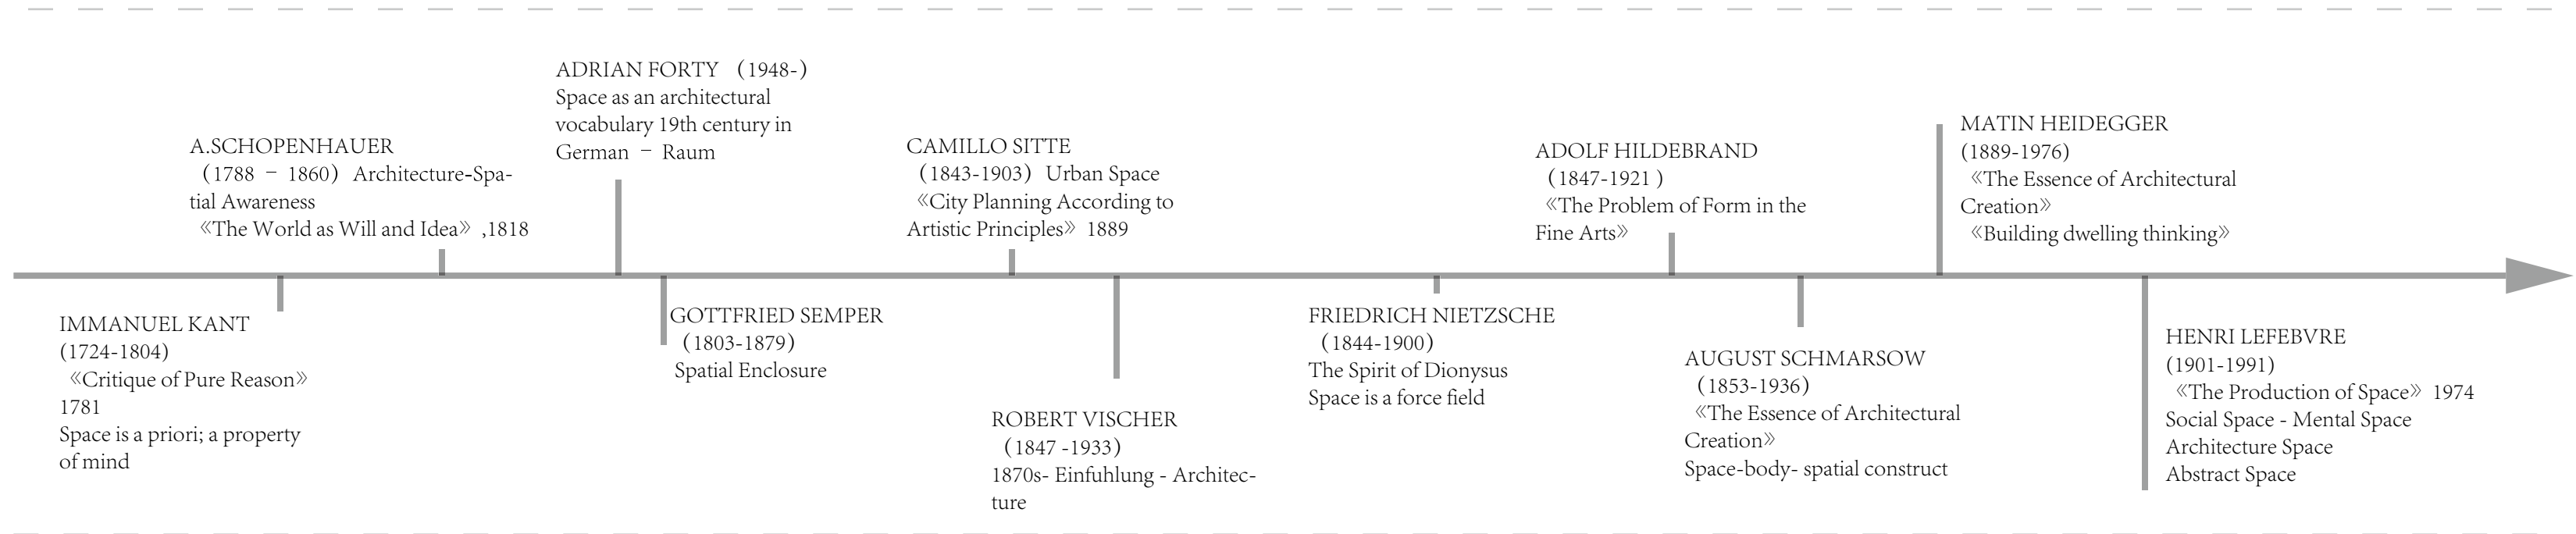 ADRIAN FORTY （1948-）
Space as an architectural
vocabulary 19th century in
German － Raum
A.SCHOPENHAUER
（1788 － 1860）Architecture-Spa-
tial Awareness
《The World as Will and Idea》,1818
CAMILLO SITTE
（1843-1903）Urban Space
《City Planning According to
Artistic Principles》1889
ADOLF HILDEBRAND
（1847-1921 ）
《The Problem of Form in the
Fine Arts》
MATIN HEIDEGGER
(1889-1976)
《The Essence of Architectural
Creation》
《Building dwelling thinking》
IMMANUEL KANT
(1724-1804)
《Critique of Pure Reason》
1781
Space is a priori; a property
of mind
GOTTFRIED SEMPER
（1803-1879）
Spatial Enclosure
ROBERT VISCHER
（1847 -1933）
1870s- Einfuhlung - Architec-
ture
FRIEDRICH NIETZSCHE
（1844-1900）
The Spirit of Dionysus
Space is a force field
AUGUST SCHMARSOW
（1853-1936）
《The Essence of Architectural
Creation》
Space-body- spatial construct
HENRI LEFEBVRE
(1901-1991)
《The Production of Space》1974
Social Space - Mental Space
Architecture Space
Abstract Space